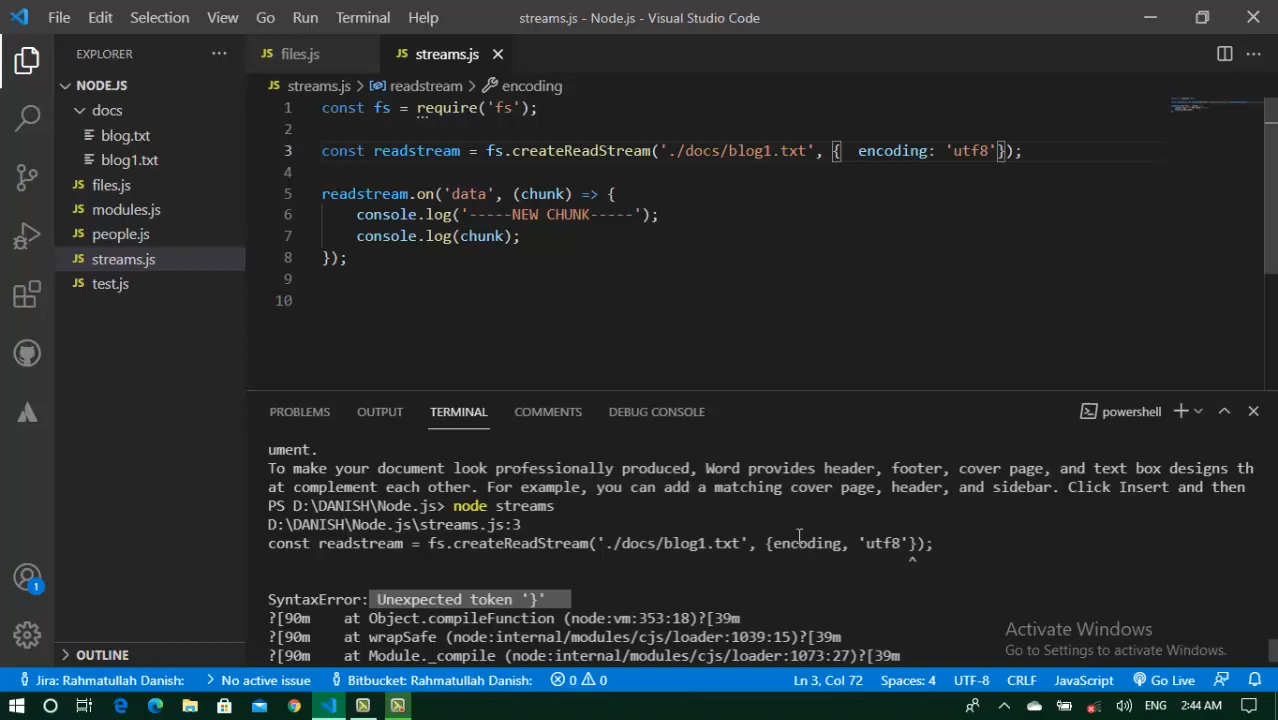 File Edit Selection View Go Run Terminal Help streams.js - Node.js - Visual Studio Code
EXPLORER
JS files.js JS streams.js
NODE.JS
JS streams.js > readstream > encoding
docs
blog.txt
blog1.txt
JS files.js
JS modules.js
JS people.js
JS streams.js
JS test.js
1 const fs = require('fs');
2
3 const readstream = fs.createReadStream('./docs/blog1.txt', {  encoding: 'utf8'});
4
5 readstream.on('data', (chunk) => {
6 console.log('-----NEW CHUNK-----');
7 console.log(chunk);
8 });
9
10
PROBLEMS OUTPUT TERMINAL COMMENTS DEBUG CONSOLE powershell
ument.
To make your document look professionally produced, Word provides header, footer, cover page, and text box designs th
at complement each other. For example, you can add a matching cover page, header, and sidebar. Click Insert and then
PS D:\DANISH\Node.js> node streams
D:\DANISH\Node.js\streams.js:3
const readstream = fs.createReadStream('./docs/blog1.txt', {encoding, 'utf8'});
^
SyntaxError: Unexpected token '}'
?[90m    at Object.compileFunction (node:vm:353:18)?[39m
?[90m    at wrapSafe (node:internal/modules/cjs/loader:1039:15)?[39m
?[90m    at Module._compile (node:internal/modules/cjs/loader:1073:27)?[39m
Activate Windows
Go to Settings to activate Windows.
1
OUTLINE
Jira: Rahmatullah Danish: No active issue Bitbucket: Rahmatullah Danish: 0 0 Ln 3, Col 72 Spaces: 4 UTF-8 CRLF JavaScript Go Live
ENG 2:44 AM